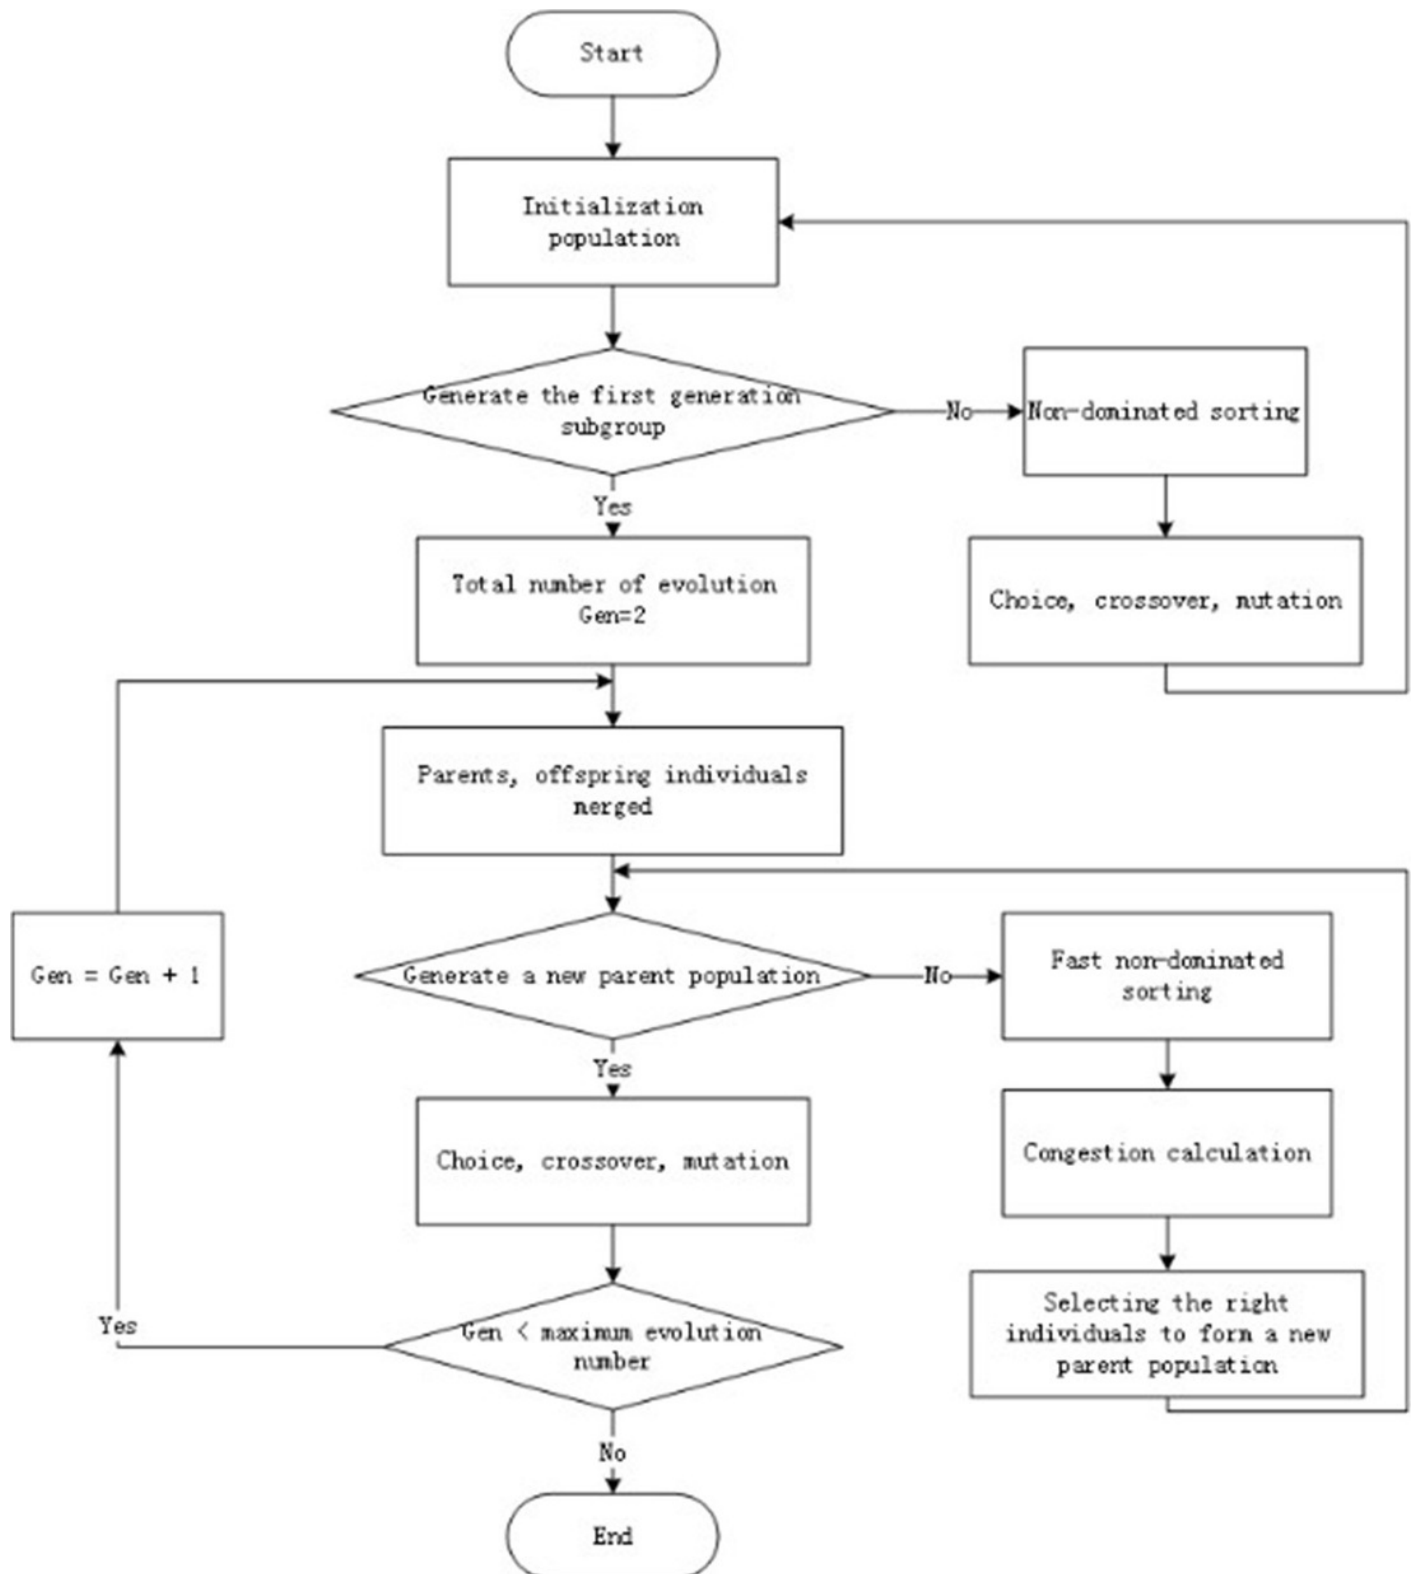 Start
Initialization
population
Generate the first generation
subgroup
No
Non-dominated sorting
Yes
Total number of evolution
Gen=2
Choice, crossover, mutation
Parents, offspring individuals
merged
Gen = Gen + 1
Generate a new parent population
No
Fast non-dominated
sorting
Yes
Choice, crossover, mutation
Congestion calculation
Selecting the right
individuals to form a new
parent population
Yes
Gen < maximum evolution
number
No
End